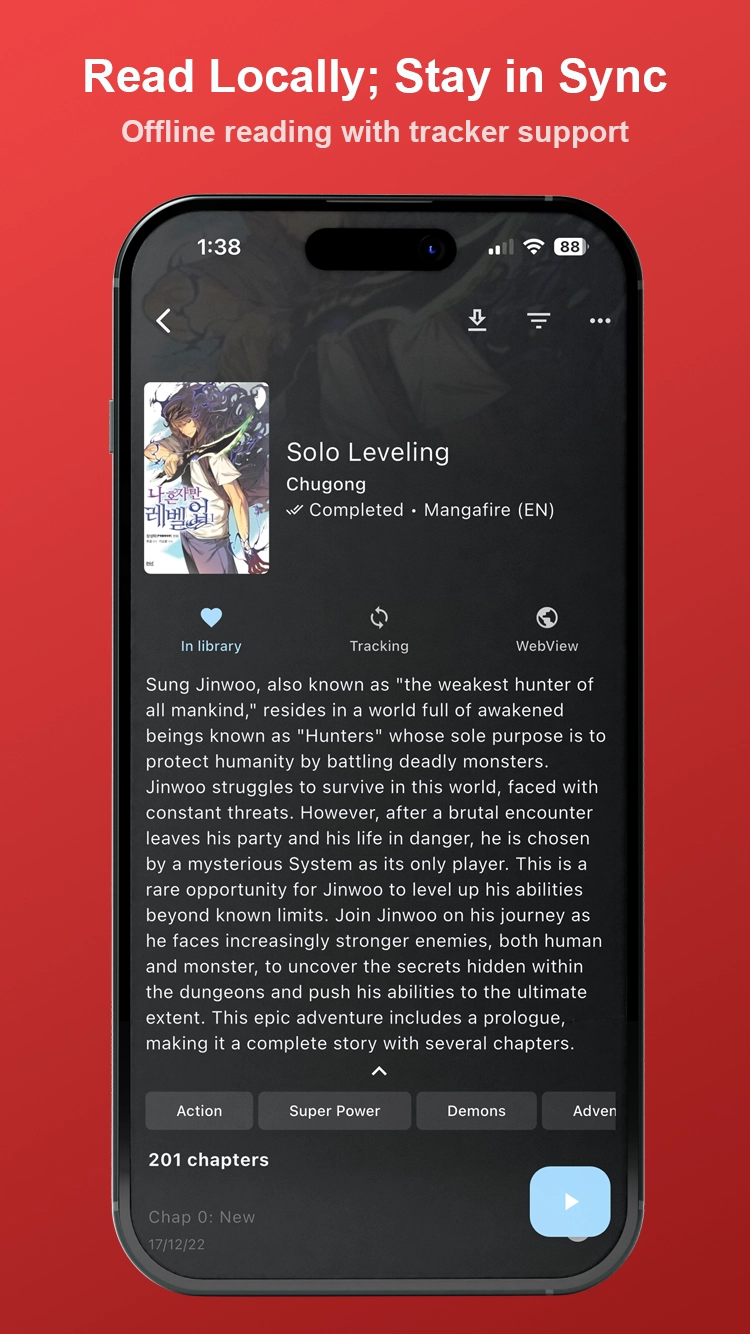 Read Locally; Stay in Sync
Offline reading with tracker support
1:38
88
나 혼자만
레벨업
Solo Leveling
Chugong
Completed • Mangafire (EN)
In library
Tracking
WebView
Sung Jinwoo, also known as "the weakest hunter of
all mankind," resides in a world full of awakened
beings known as "Hunters" whose sole purpose is to
protect humanity by battling deadly monsters.
Jinwoo struggles to survive in this world, faced with
constant threats. However, after a brutal encounter
leaves his party and his life in danger, he is chosen
by a mysterious System as its only player. This is a
rare opportunity for Jinwoo to level up his abilities
beyond known limits. Join Jinwoo on his journey as
he faces increasingly stronger enemies, both human
and monster, to uncover the secrets hidden within
the dungeons and push his abilities to the ultimate
extent. This epic adventure includes a prologue,
making it a complete story with several chapters.
Action
Super Power
Demons
Adven
201 chapters
Chap 0: New
17/12/22